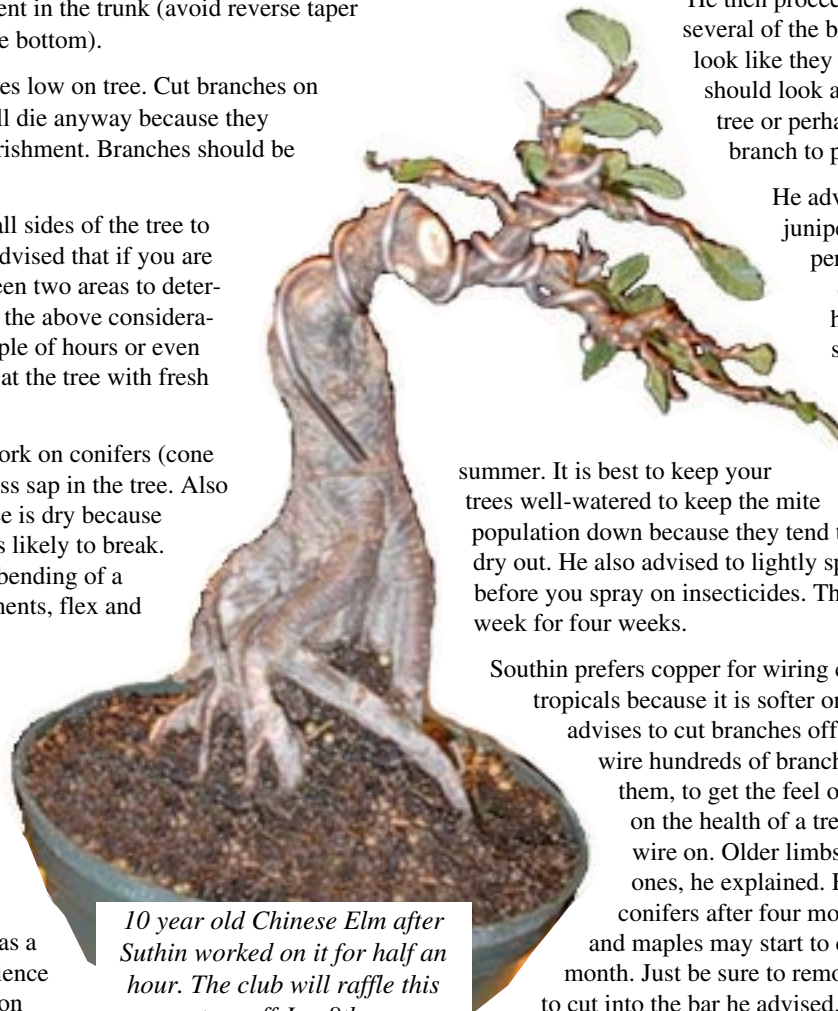 ent in the trunk (avoid reverse taper
e bottom).
es low on tree. Cut branches on
ll die anyway because they
rishment. Branches should be
all sides of the tree to
dvised that if you are
een two areas to deter-
the above considera-
ple of hours or even
at the tree with fresh
ork on conifers (cone
ss sap in the tree. Also
e is dry because
s likely to break.
bending of a
nents, flex and
as a
ience
on
He then proceed
several of the b
look like they
should look a
tree or perha
branch to p
He adv
junipe
per
h
s
summer. It is best to keep your
trees well-watered to keep the mite
population down because they tend t
dry out. He also advised to lightly sp
before you spray on insecticides. Th
week for four weeks.
Southin prefers copper for wiring
tropicals because it is softer or
advises to cut branches off
wire hundreds of branch
them, to get the feel o
on the health of a tre
wire on. Older limbs
ones, he explained.
conifers after four mo
and maples may start to
month. Just be sure to remo
to cut into the bar he advised.
10 year old Chinese Elm after
Suthin worked on it for half an
hour. The club will raffle this